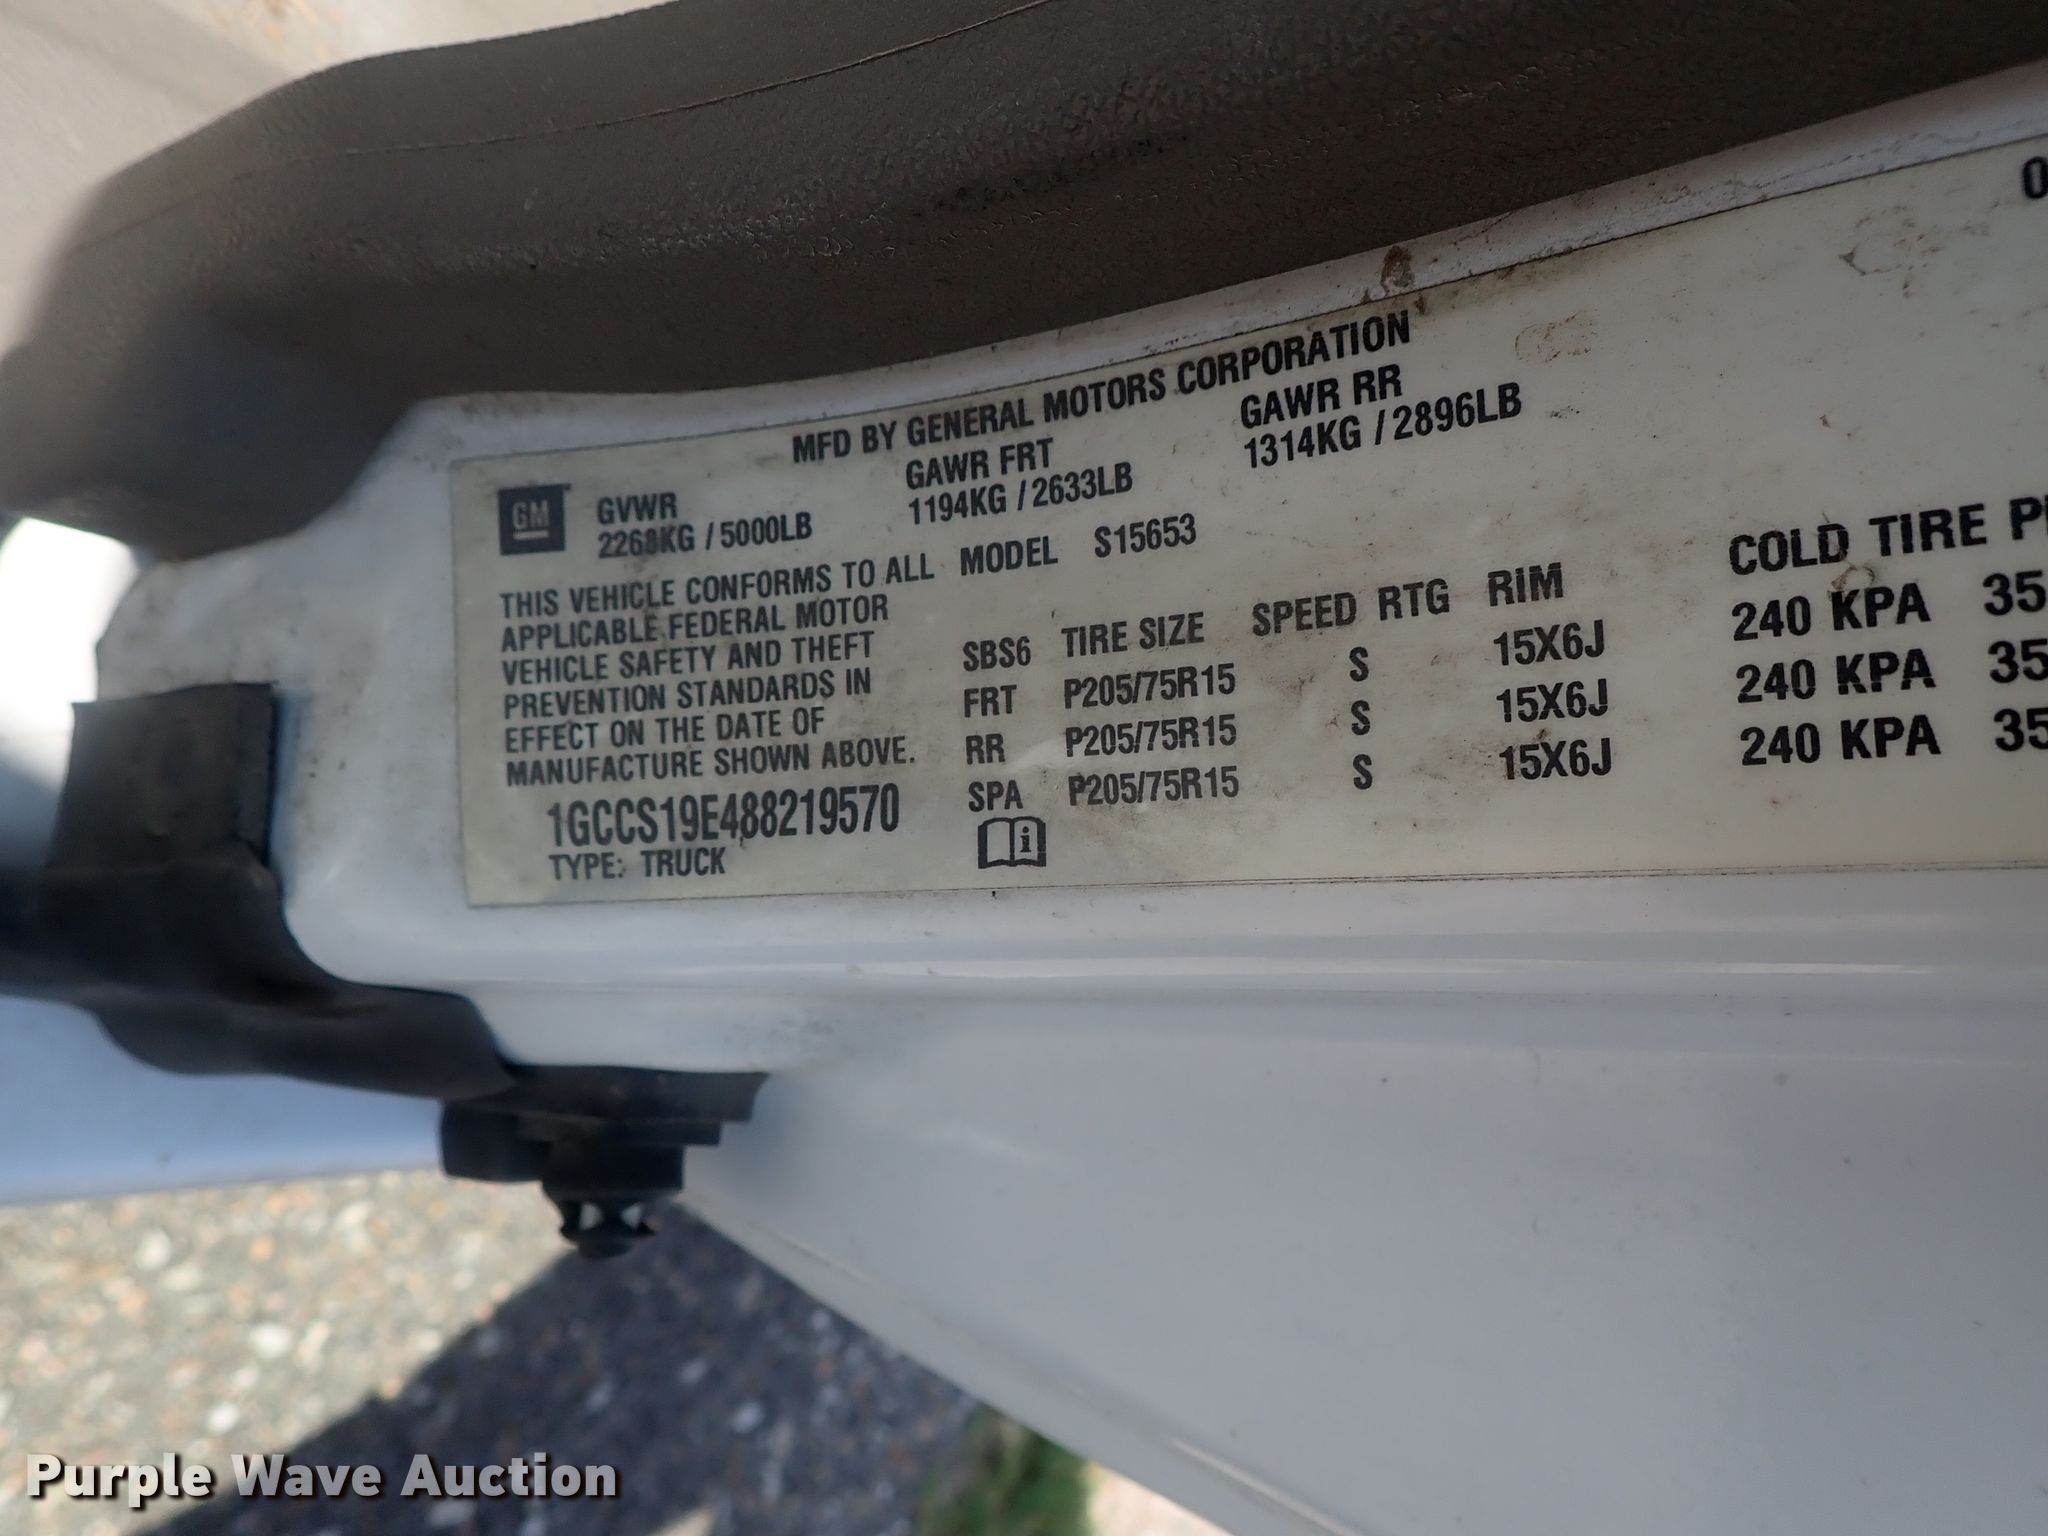 0
MFD BY GENERAL MOTORS CORPORATION
GM GVWR GAWR FRT GAWR RR
2268KG / 5000LB 1194KG / 2633LB 1314KG / 2896LB
THIS VEHICLE CONFORMS TO ALL MODEL S15653
APPLICABLE FEDERAL MOTOR
VEHICLE SAFETY AND THEFT
PREVENTION STANDARDS IN
EFFECT ON THE DATE OF
MANUFACTURE SHOWN ABOVE.
1GCCS19E488219570
TYPE: TRUCK
SBS6 TIRE SIZE SPEED RTG RIM COLD TIRE P
FRT P205/75R15 S 15X6J 240 KPA 35
RR P205/75R15 S 15X6J 240 KPA 35
SPA P205/75R15 S 15X6J 240 KPA 35
i
Purple Wave Auction